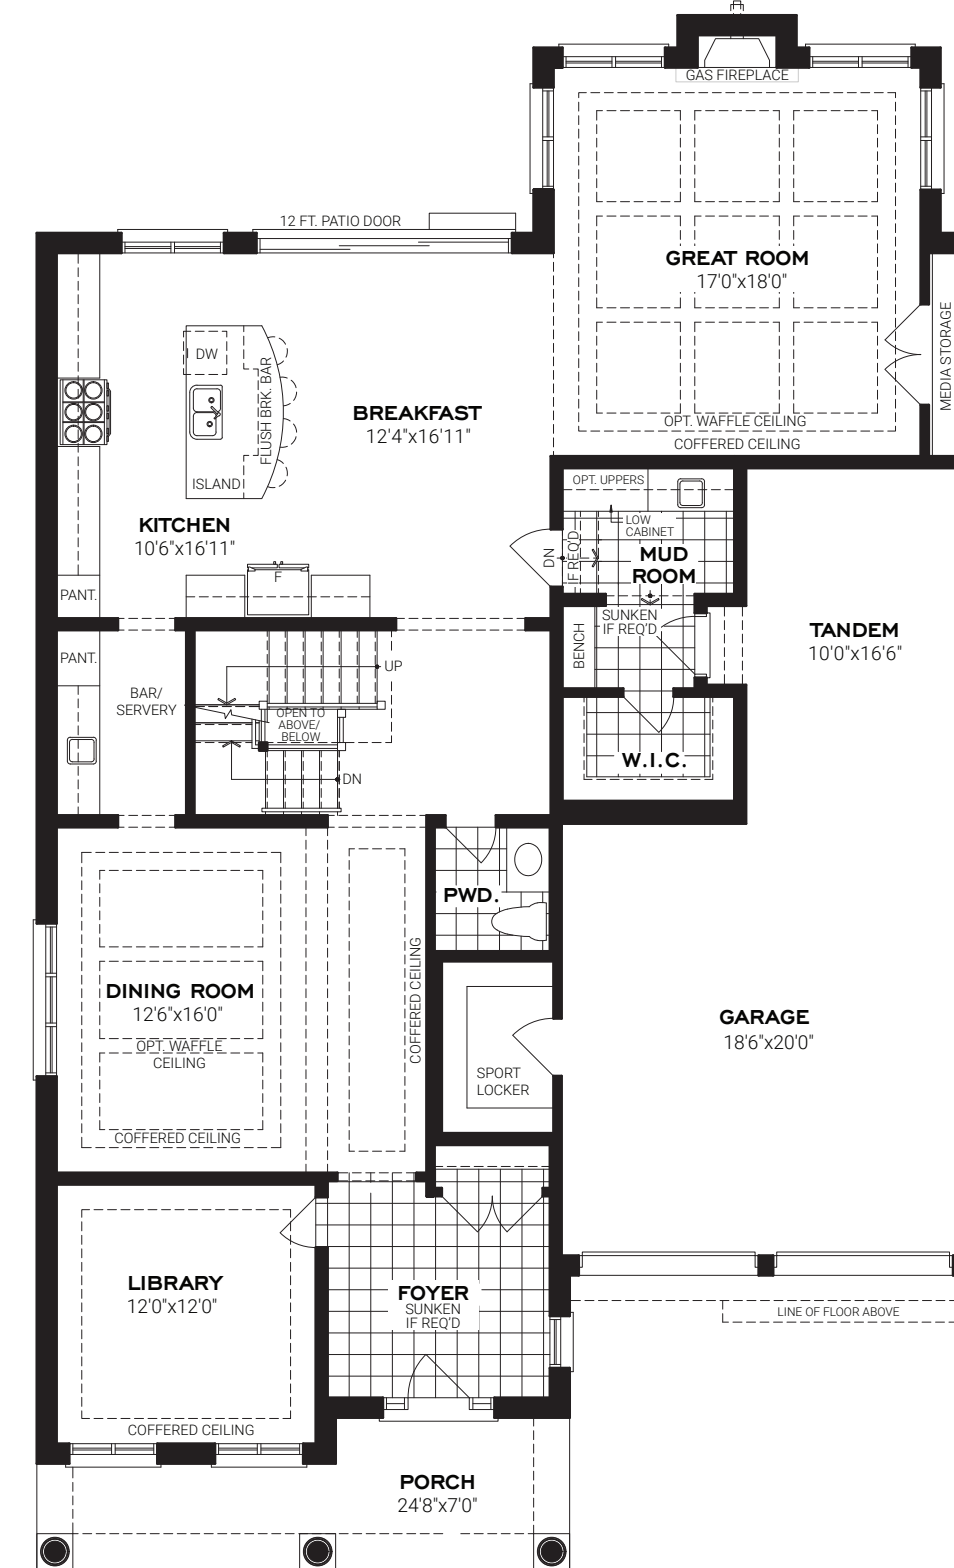 GAS FIREPLACE
12 FT. PATIO DOOR
GREAT ROOM
17'0"x18'0"
MEDIA STORAGE
DW
FLUSH BRK. BAR
ISLAND
BREAKFAST
12'4"x16'11"
OPT. WAFFLE CEILING
COFFERED CEILING
KITCHEN
10'6"x16'11"
OPT. UPPERS
LOW
CABINET
DN
IF REQ'D
MUD
ROOM
F
PANT.
SUNKEN
IF REQ'D
BENCH
TANDEM
10'0"x16'6"
PANT.
UP
BAR/
SERVERY
OPEN TO
ABOVE/
BELOW
DN
W.I.C.
PWD.
COFFERED CEILING
DINING ROOM
12'6"x16'0"
OPT. WAFFLE
CEILING
COFFERED CEILING
GARAGE
18'6"x20'0"
SPORT
LOCKER
LIBRARY
12'0"x12'0"
COFFERED CEILING
FOYER
SUNKEN
IF REQ'D
LINE OF FLOOR ABOVE
PORCH
24'8"x7'0"